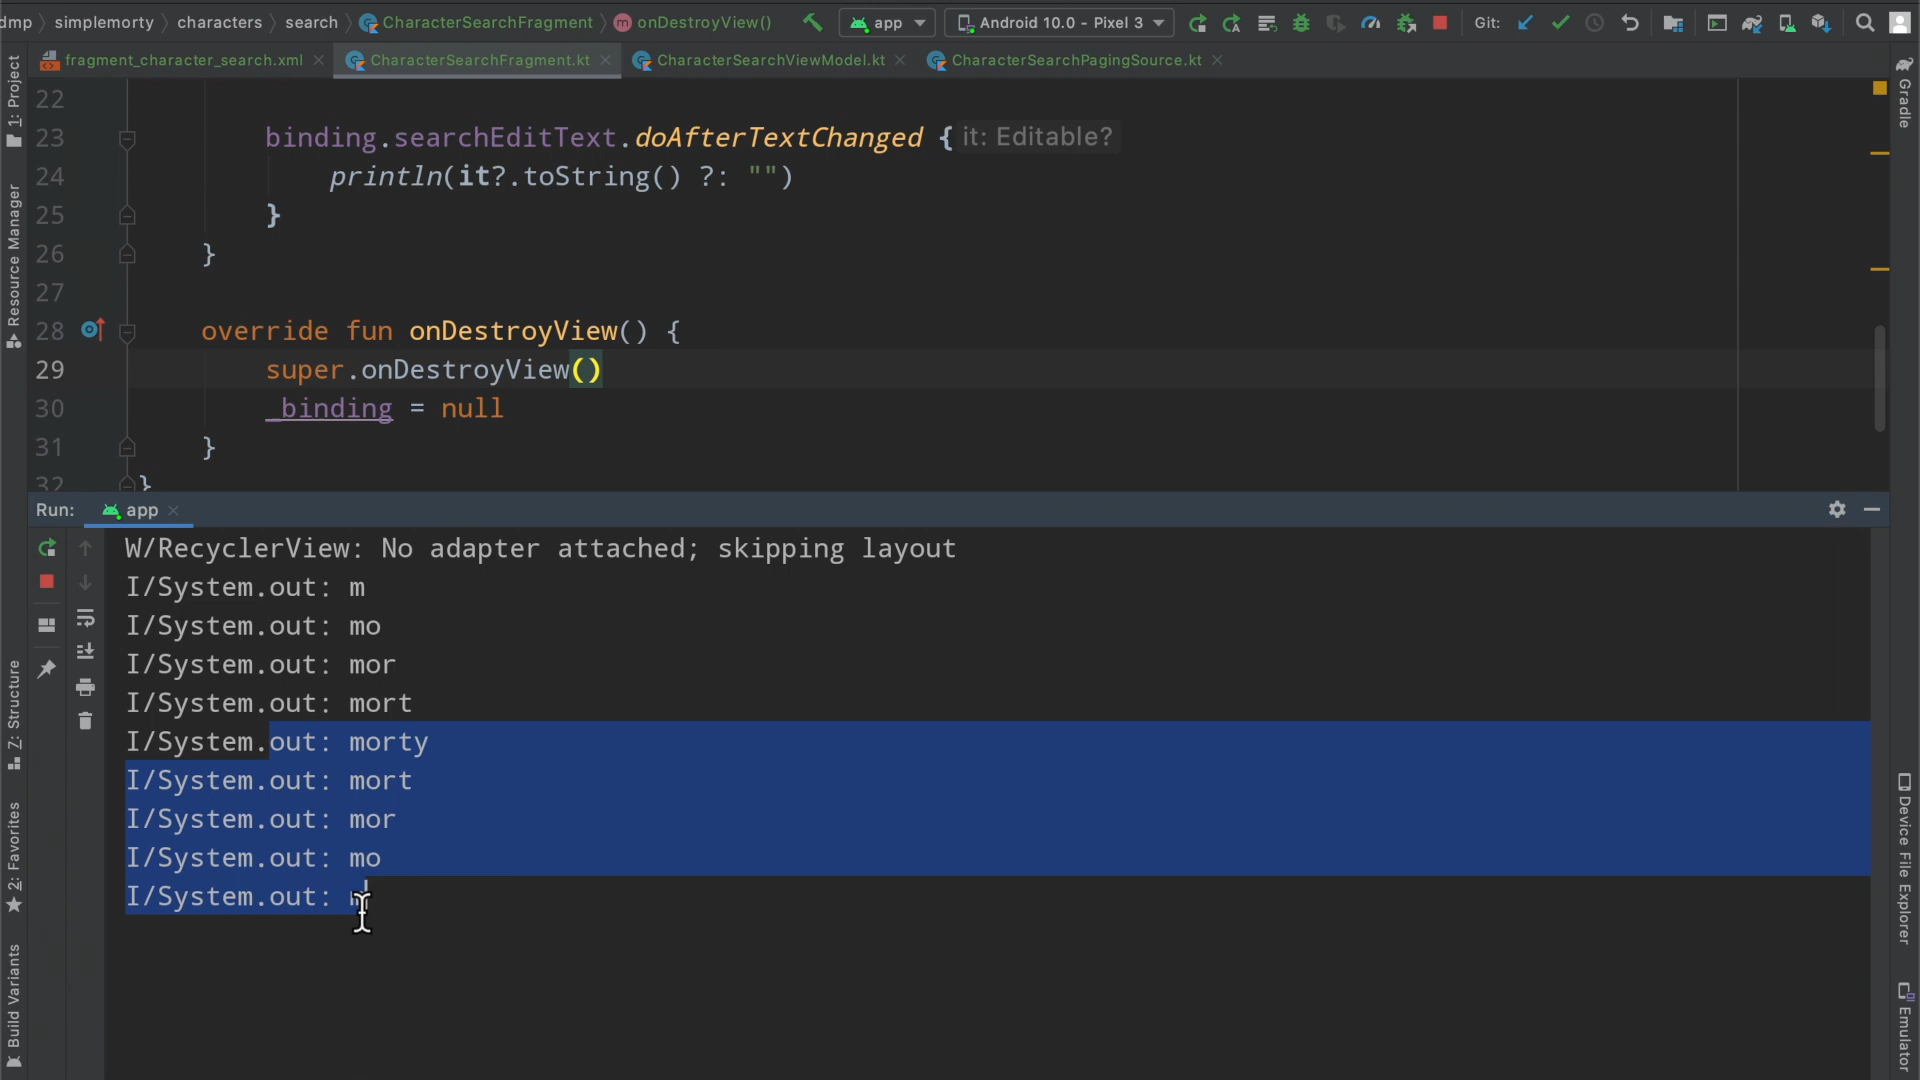 dmp simplemorty characters search CharacterSearchFragment onDestroyView() app Android 10.0 - Pixel 3 Git:
fragment_character_search.xml CharacterSearchFragment.kt CharacterSearchViewModel.kt CharacterSearchPagingSource.kt
1: Project
Resource Manager
Z: Structure
2: Favorites
Build Variants
22
23 binding.searchEditText.doAfterTextChanged { it: Editable?
24 println(it?.toString() ?: "")
25 }
26 }
27
28 override fun onDestroyView() {
29 super.onDestroyView()
30 _binding = null
31 }
32 }
Run: app
W/RecyclerView: No adapter attached; skipping layout
I/System.out: m
I/System.out: mo
I/System.out: mor
I/System.out: mort
I/System.out: morty
I/System.out: mort
I/System.out: mor
I/System.out: mo
I/System.out: m
Gradle
Device File Explorer
Emulator